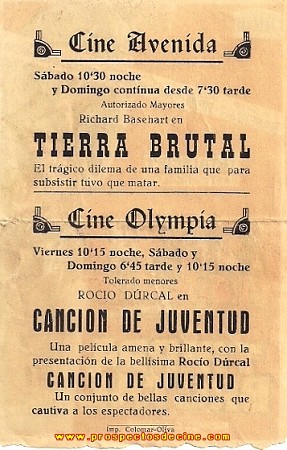 Cine Avenida
Sábado 10'30 noche
y Domingo contínua desde 7'30 tarde
Autorizado Mayores
Richard Basehart en
TIERRA BRUTAL
El trágico dilema de una familia que para
subsistir tuvo que matar.
Cine Olympia
Viernes 10'15 noche, Sábado y
Domingo 6'45 tarde y 10'15 noche
Tolerado menores
ROCIO DÚRCAL en
CANCION DE JUVENTUD
Una película amena y brillante, con la
presentación de la bellísima Rocío Dúrcal
CANCION DE JUVENTUD
Un conjunto de bellas canciones que
cautiva a los espectadores.
Imp. Colomar-Oliva
www.prospectosdecine.com